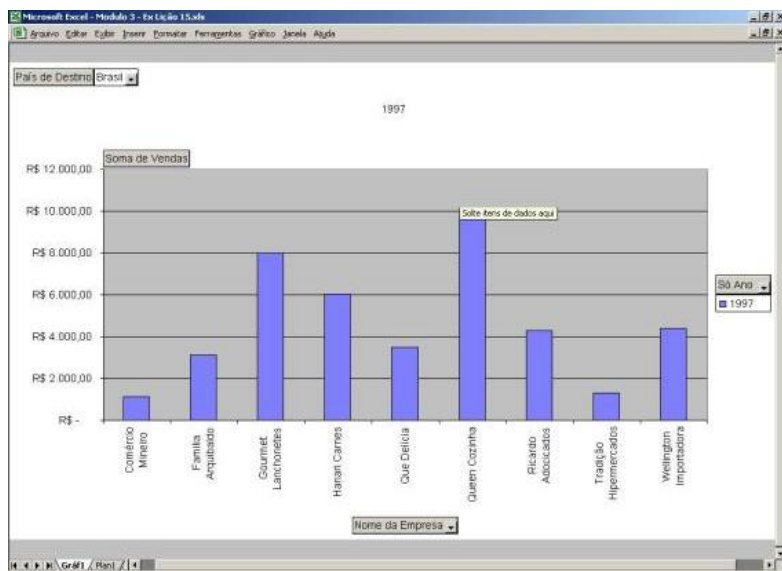 Microsoft Excel - Modulo 3 - Ex Lição 15.xls
Arquivo Editar Exibir Inserir Formatar Ferramentas Gráfico Janela Ajuda
País de Destino Brasil
1997
Soma de Vendas
R$ 12.000,00
R$ 10.000,00
Solte itens de dados aqui
R$ 8.000,00
R$ 6.000,00
R$ 4.000,00
R$ 2.000,00
R$ -
Só Ano
1997
Comércio
Mineiro
Familia
Arquibaldo
Gourmet
Lanchonetes
Hanari Carnes
Que Delícia
Queen Cozinha
Ricardo
Adocicados
Tradição
Hipermercados
Wellington
Importadora
Nome da Empresa
Gráf1 / Plan1